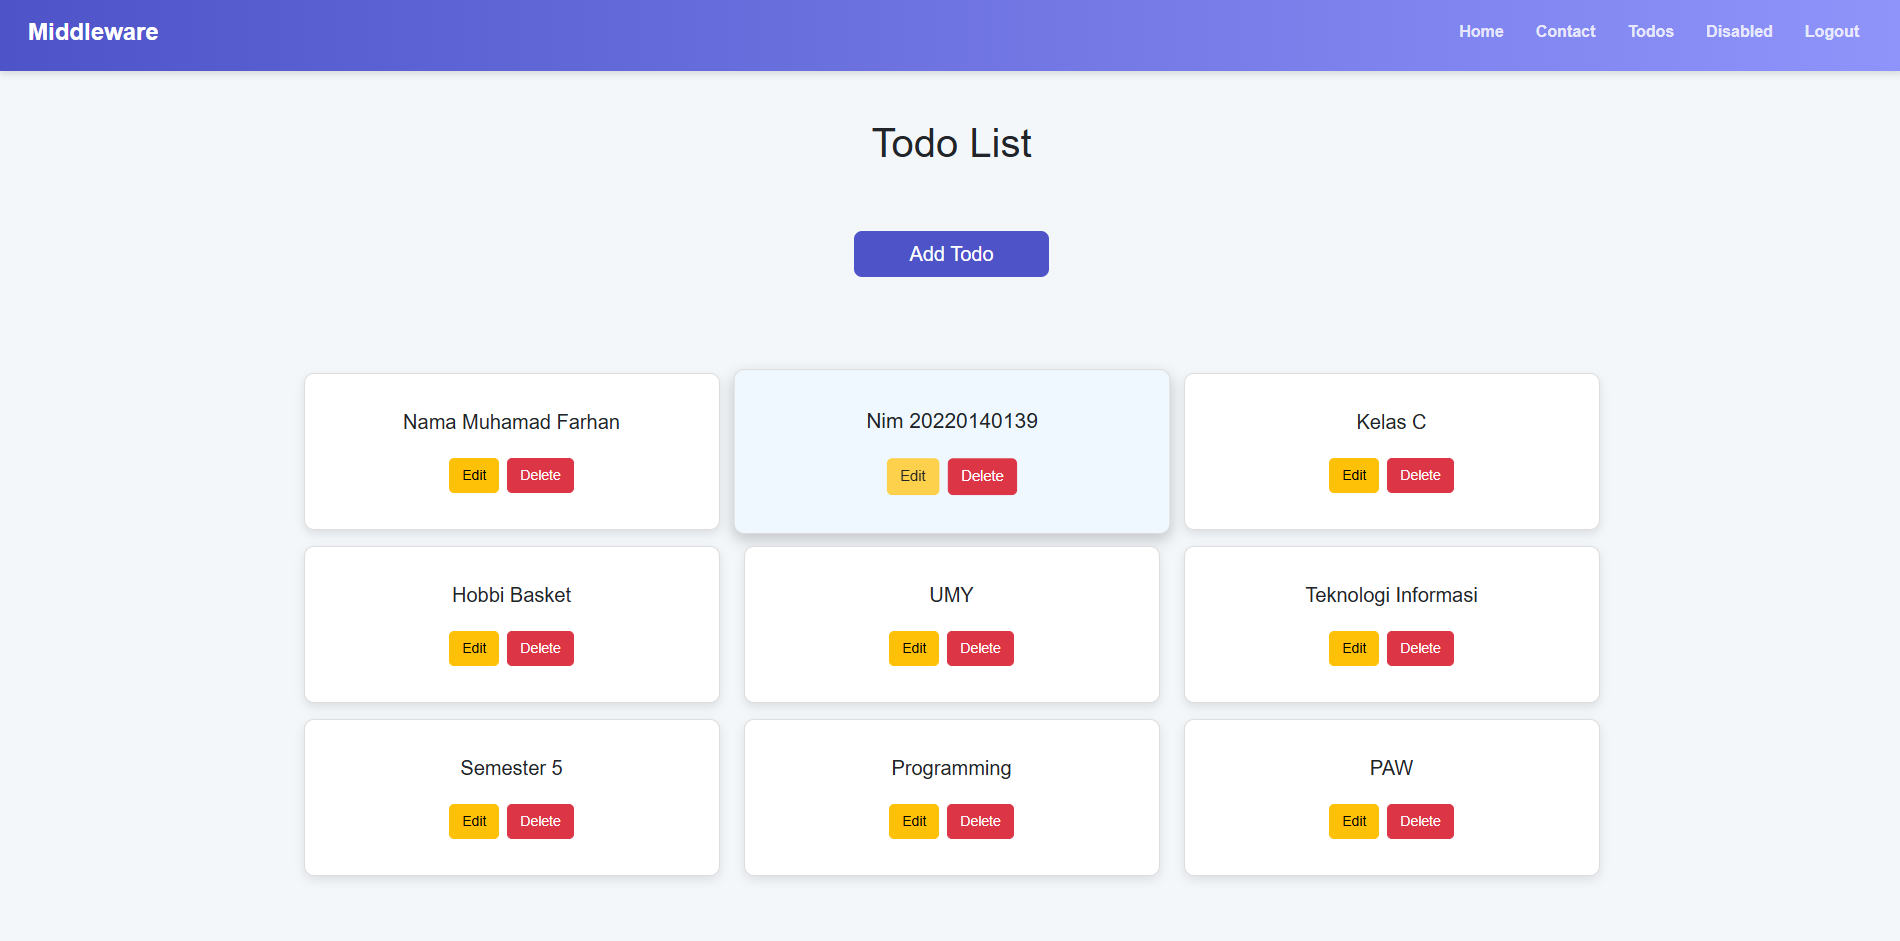 Middleware
Home Contact Todos Disabled Logout
Todo List
Add Todo
Nama Muhamad Farhan
Edit Delete
Nim 20220140139
Edit Delete
Kelas C
Edit Delete
Hobbi Basket
Edit Delete
UMY
Edit Delete
Teknologi Informasi
Edit Delete
Semester 5
Edit Delete
Programming
Edit Delete
PAW
Edit Delete